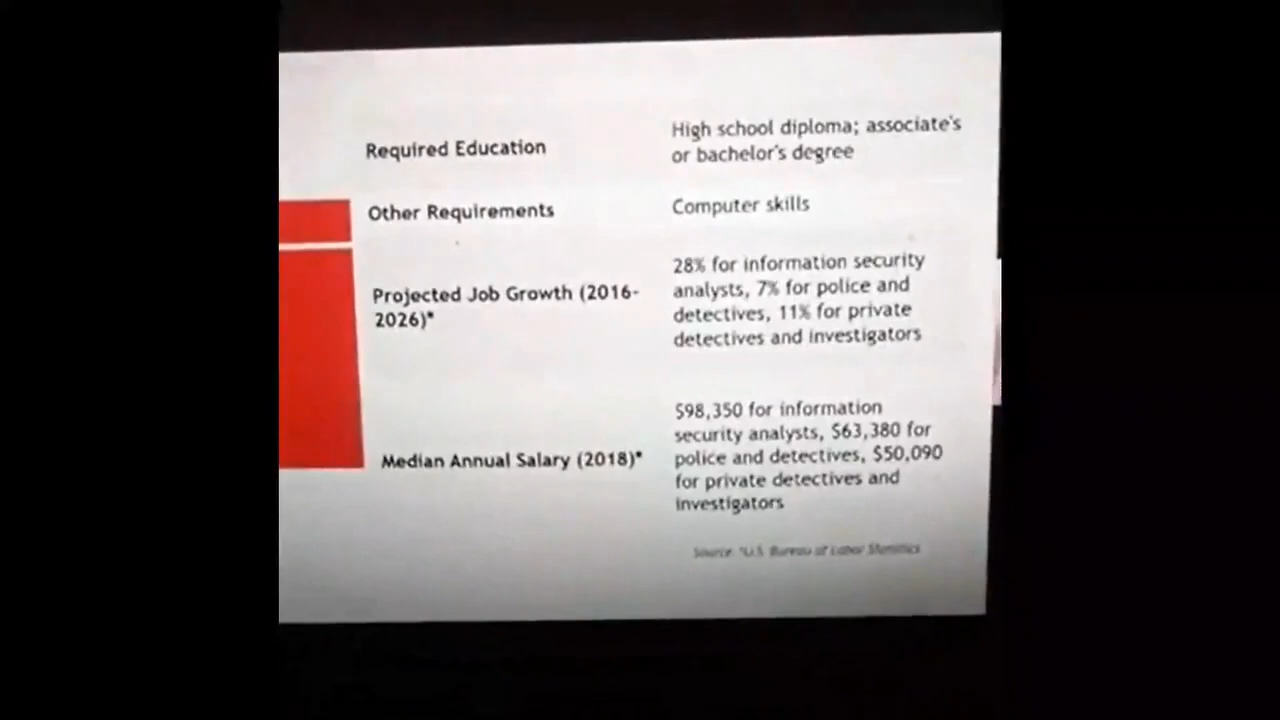 Required Education
High school diploma; associate's
or bachelor's degree
Other Requirements
Computer skills
Projected Job Growth (2016-
2026)*
28% for information security
analysts, 7% for police and
detectives, 11% for private
detectives and investigators
Median Annual Salary (2018)*
$98,350 for information
security analysts, $63,380 for
police and detectives, $50,090
for private detectives and
investigators
Source: *U.S. Bureau of Labor Statistics